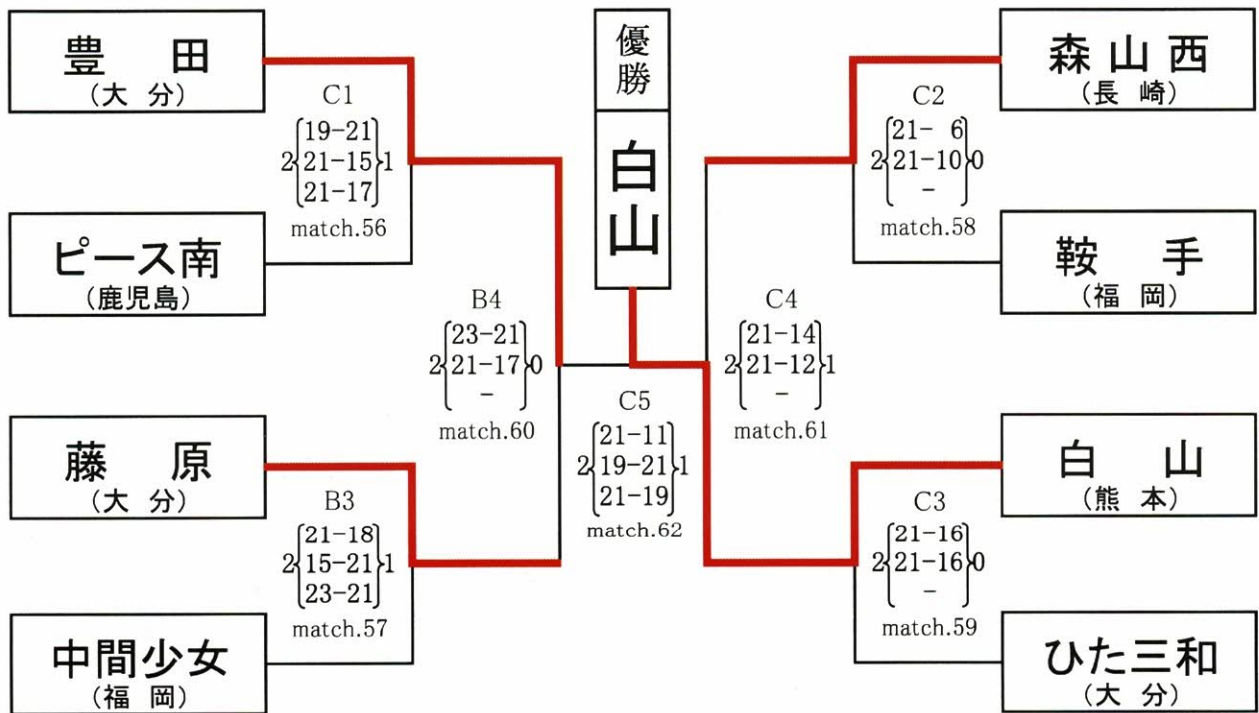 豊田
(大分)
C1
19-21
2 21-15 1
21-17
match.56
ピース南
(鹿児島)
B4
23-21
2 21-17 0
-
match.60
藤原
(大分)
B3
21-18
2 15-21 1
23-21
match.57
中間少女
(福岡)
優勝
白山
C5
21-11
2 19-21 1
21-19
match.62
森山西
(長崎)
C2
21- 6
2 21-10 0
-
match.58
鞍手
(福岡)
C4
21-14
2 21-12 1
-
match.61
白山
(熊本)
C3
21-16
2 21-16 0
-
match.59
ひた三和
(大分)